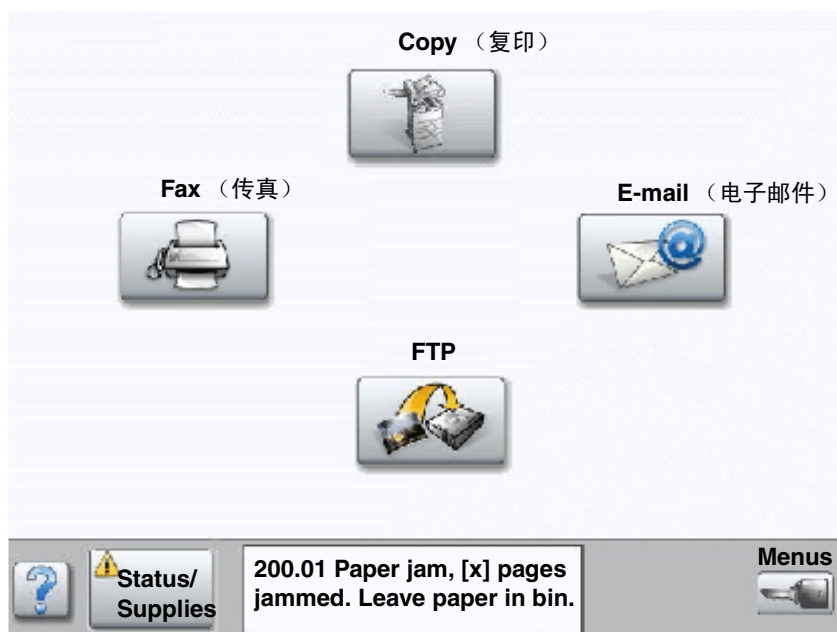 Copy （复印）
Fax （传真）
E-mail （电子邮件）
FTP
Status/
Supplies
200.01 Paper jam, [x] pages
jammed. Leave paper in bin.
Menus